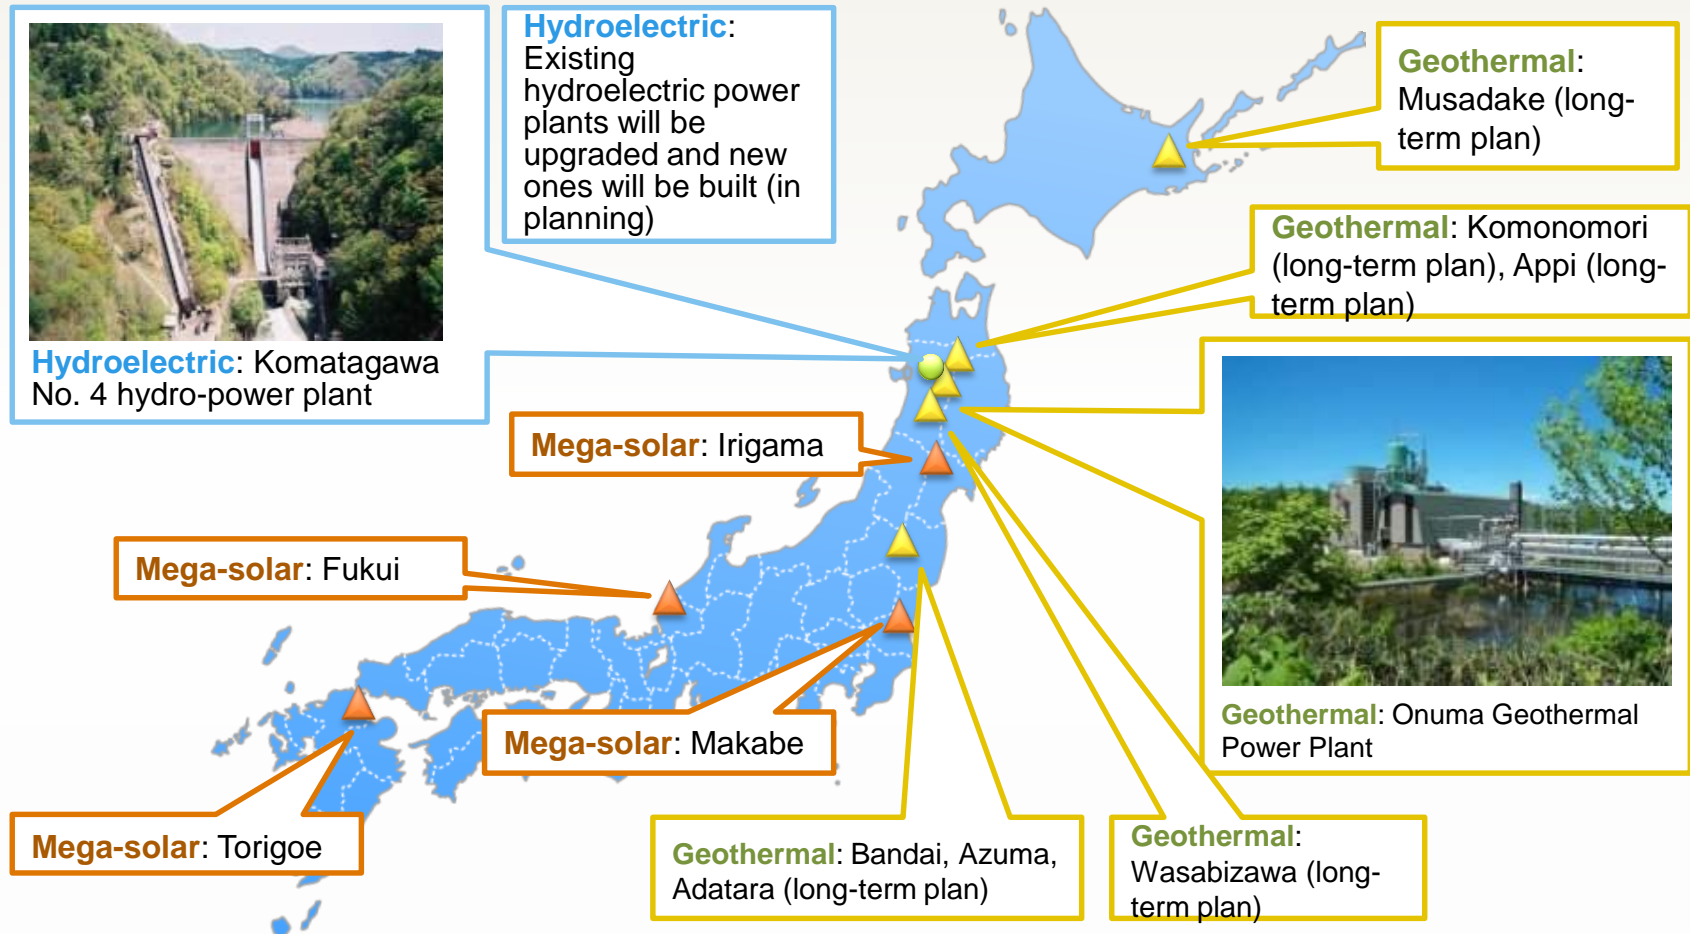 Hydroelectric: Komatagawa
No. 4 hydro-power plant
Hydroelectric:
Existing
hydroelectric power
plants will be
upgraded and new
ones will be built (in
planning)
Geothermal:
Musadake (long-
term plan)
Geothermal: Komonomori
(long-term plan), Appi (long-
term plan)
Mega-solar: Irigama
Mega-solar: Fukui
Geothermal: Onuma Geothermal
Power Plant
Mega-solar: Makabe
Mega-solar: Torigoe
Geothermal: Bandai, Azuma,
Adatara (long-term plan)
Geothermal:
Wasabizawa (long-
term plan)